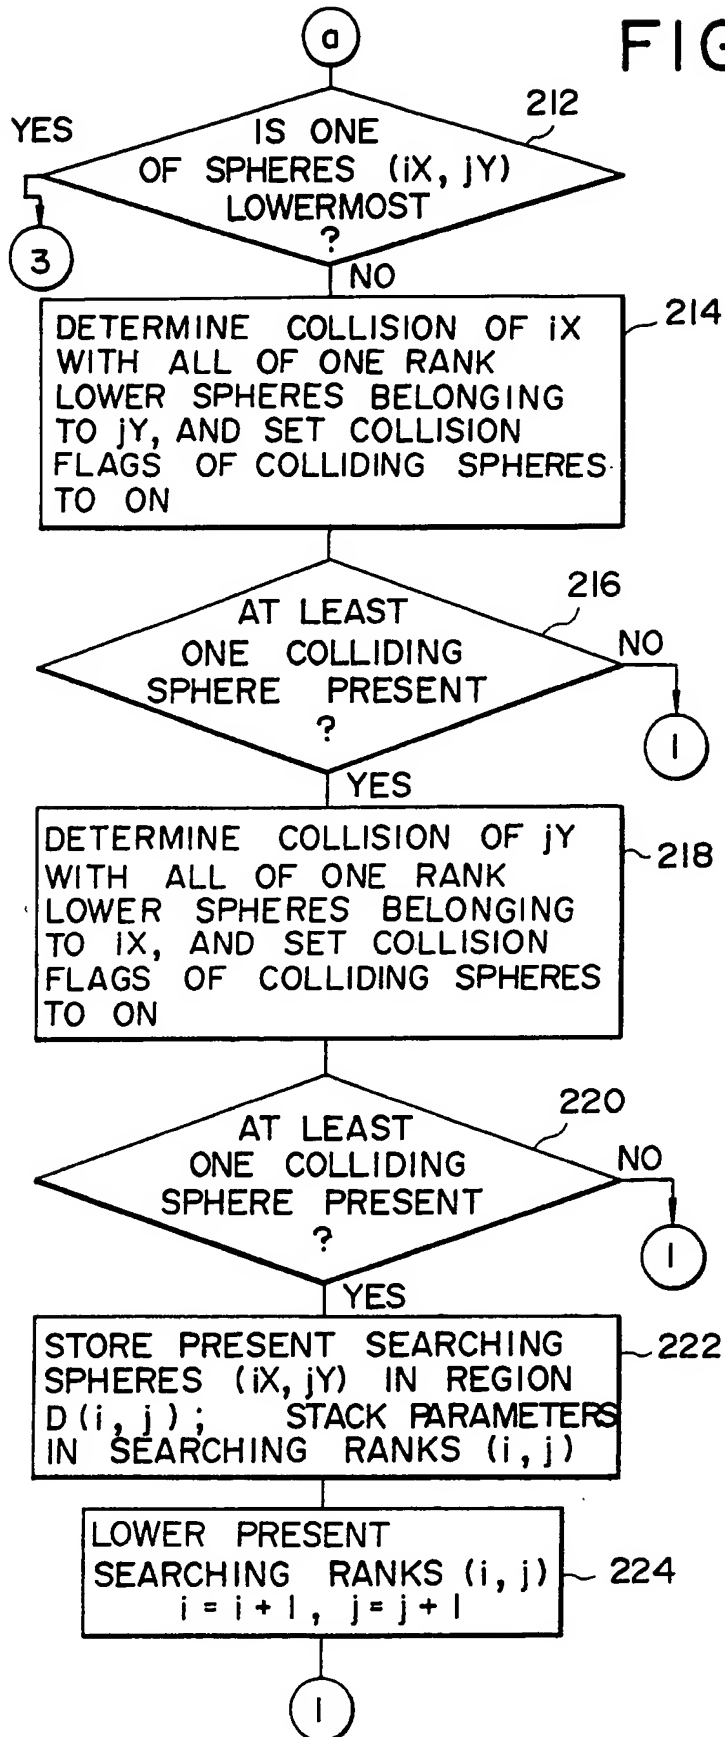 a
FIG
212
YES
IS ONE
OF SPHERES (iX, jY)
LOWERMOST
?
3
NO
214
DETERMINE COLLISION OF iX
WITH ALL OF ONE RANK
LOWER SPHERES BELONGING
TO jY, AND SET COLLISION
FLAGS OF COLLIDING SPHERES
TO ON
216
AT LEAST
ONE COLLIDING
SPHERE PRESENT
?
NO
1
YES
218
DETERMINE COLLISION OF jY
WITH ALL OF ONE RANK
LOWER SPHERES BELONGING
TO iX, AND SET COLLISION
FLAGS OF COLLIDING SPHERES
TO ON
220
AT LEAST
ONE COLLIDING
SPHERE PRESENT
?
NO
1
YES
222
STORE PRESENT SEARCHING
SPHERES (iX, jY) IN REGION
D(i, j); STACK PARAMETERS
IN SEARCHING RANKS (i, j)
LOWER PRESENT
SEARCHING RANKS (i, j)
224
i = i + 1, j = j + 1
1